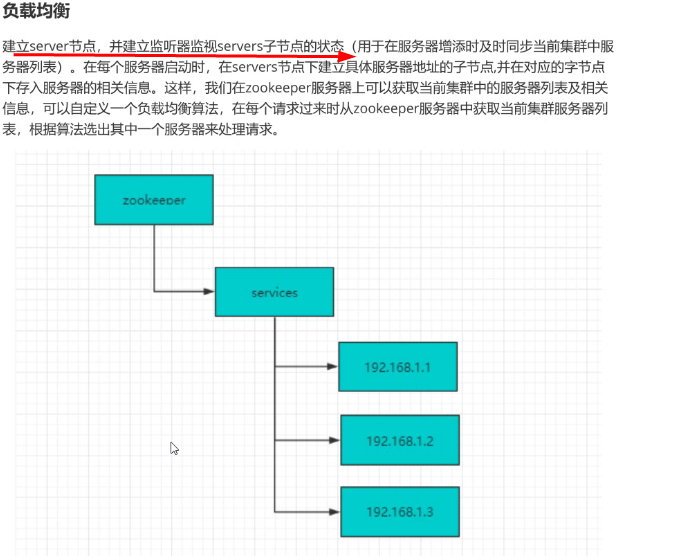 负载均衡
建立server节点，并建立监听器监视servers子节点的状态（用于在服务器增添时及时同步当前集群中服
务器列表）。在每个服务器启动时，在servers节点下建立具体服务器地址的子节点,并在对应的字节点
下存入服务器的相关信息。这样，我们在zookeeper服务器上可以获取当前集群中的服务器列表及相关
信息，可以自定义一个负载均衡算法，在每个请求过来时从zookeeper服务器中获取当前集群服务器列
表，根据算法选出其中一个服务器来处理请求。
zookeeper
services
192.168.1.1
192.168.1.2
192.168.1.3